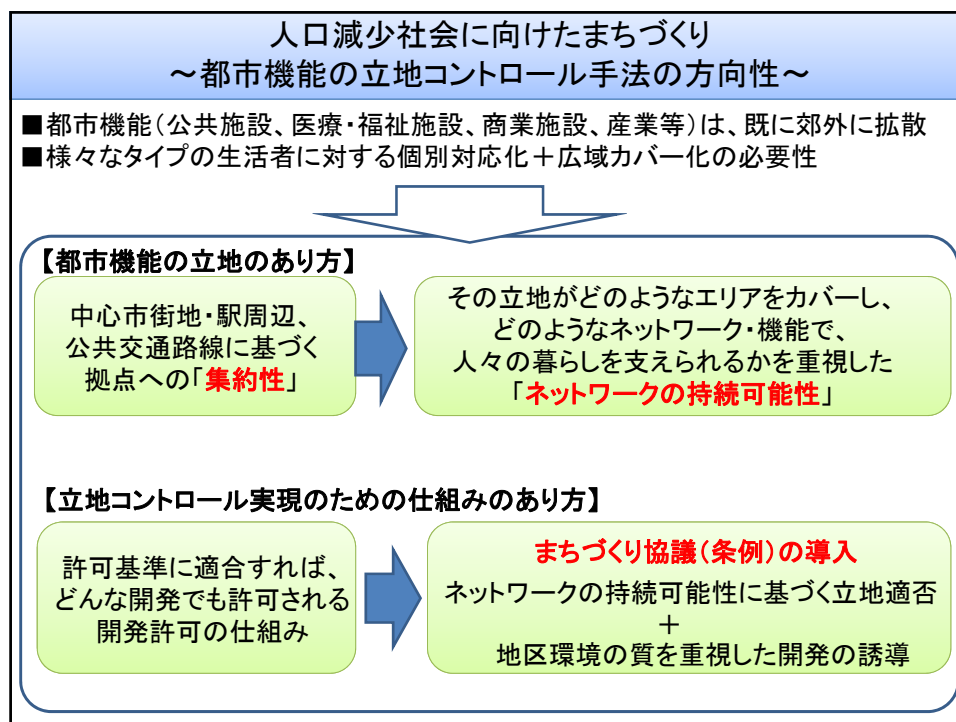 人口減少社会に向けたまちづくり
～都市機能の立地コントロール手法の方向性～
■都市機能（公共施設、医療・福祉施設、商業施設、産業等）は、既に郊外に拡散
■様々なタイプの生活者に対する個別対応化＋広域カバー化の必要性
【都市機能の立地のあり方】
中心市街地・駅周辺、
公共交通路線に基づく
拠点への「集約性」
その立地がどのようなエリアをカバーし、
どのようなネットワーク・機能で、
人々の暮らしを支えられるかを重視した
「ネットワークの持続可能性」
【立地コントロール実現のための仕組みのあり方】
許可基準に適合すれば、
どんな開発でも許可される
開発許可の仕組み
まちづくり協議（条例）の導入
ネットワークの持続可能性に基づく立地適否
＋
地区環境の質を重視した開発の誘導